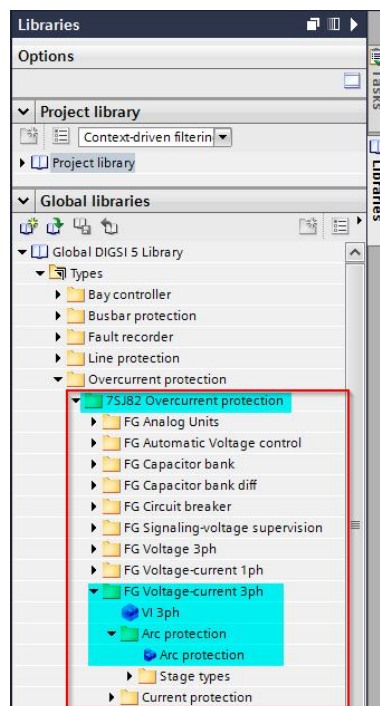 Libraries
Options
Tasks
Project library
Context-driven filterin
Libraries
Project library
Global libraries
Global DIGSI 5 Library
Types
Bay controller
Busbar protection
Fault recorder
Line protection
Overcurrent protection
7SJ82 Overcurrent protection
FG Analog Units
FG Automatic Voltage control
FG Capacitor bank
FG Capacitor bank diff
FG Circuit breaker
FG Signaling-voltage supervision
FG Voltage 3ph
FG Voltage-current 1ph
FG Voltage-current 3ph
VI 3ph
Arc protection
Arc protection
Stage types
Current protection